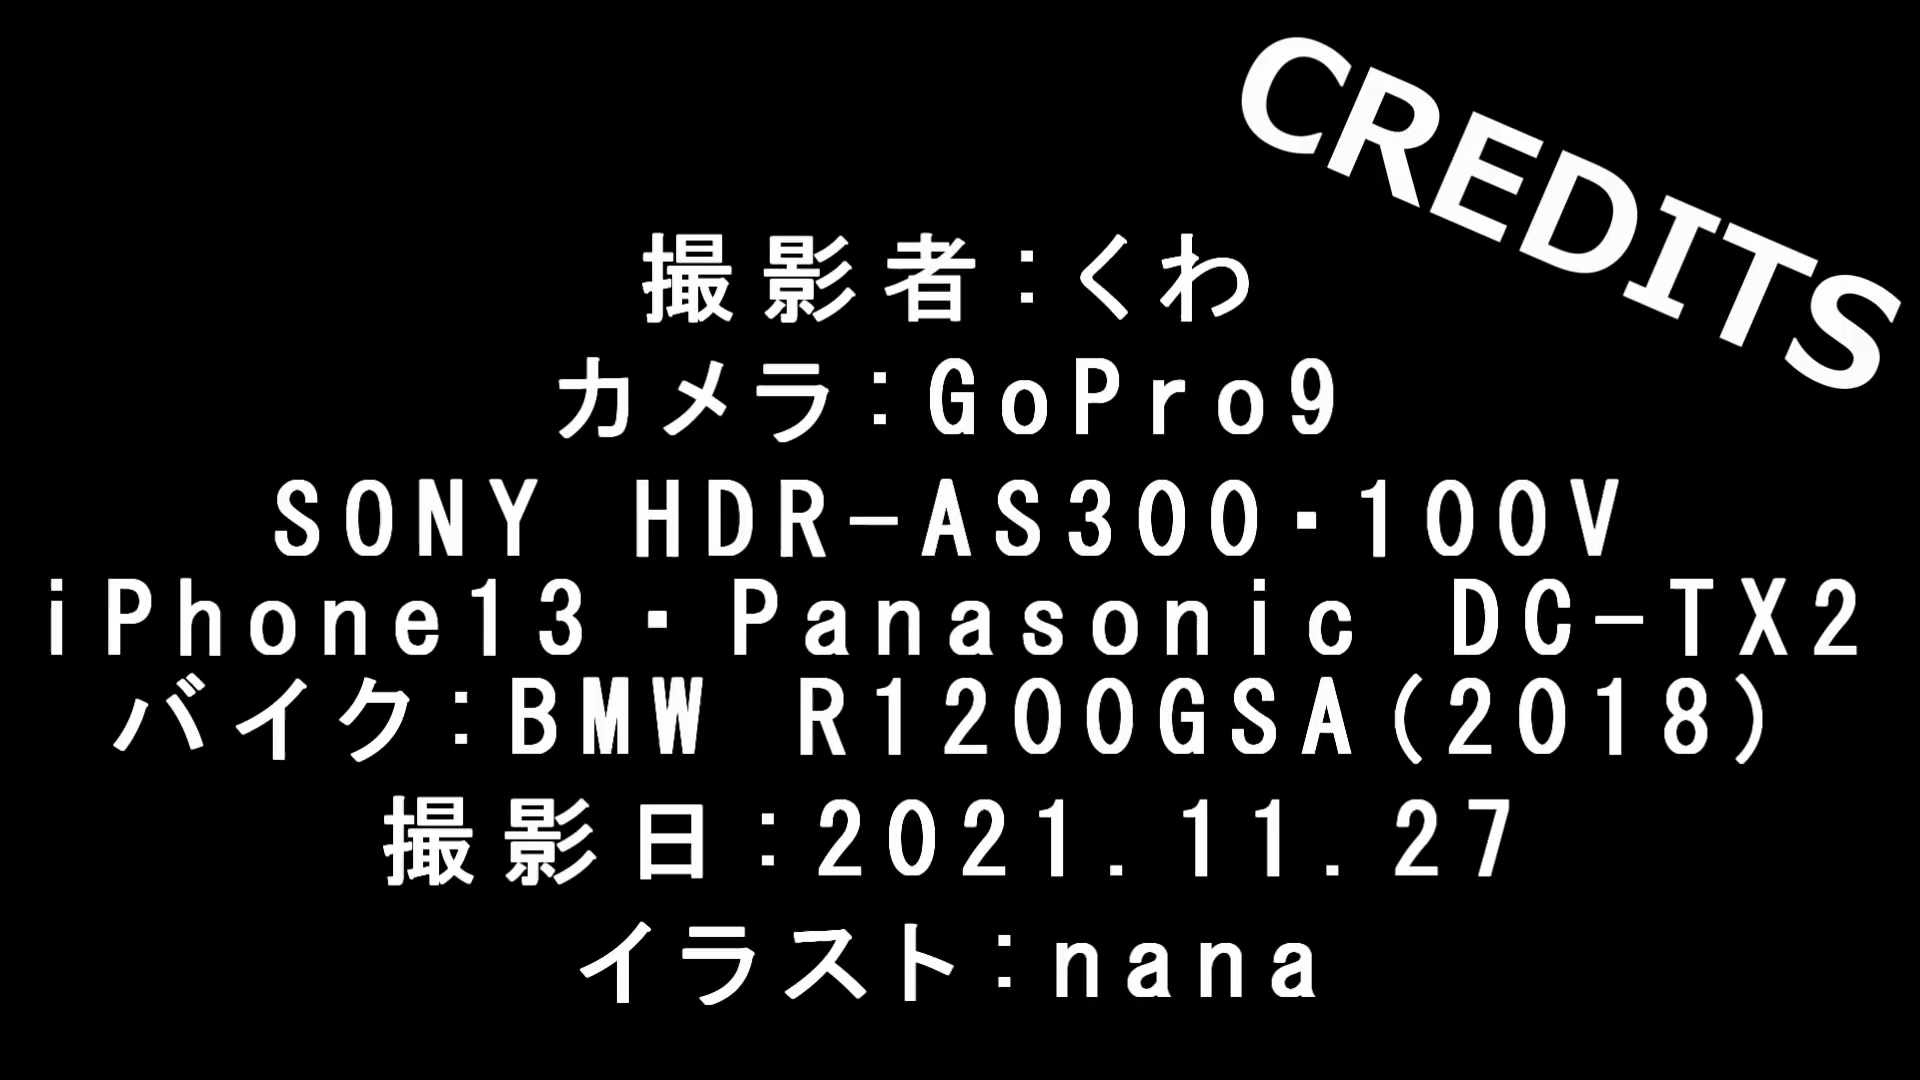 CREDITS
撮影者:くわ
カメラ:GoPro9
SONY HDR-AS300・100V
iPhone13・Panasonic DC-TX2
バイク:BMW R1200GSA(2018)
撮影日:2021.11.27
イラスト:nana